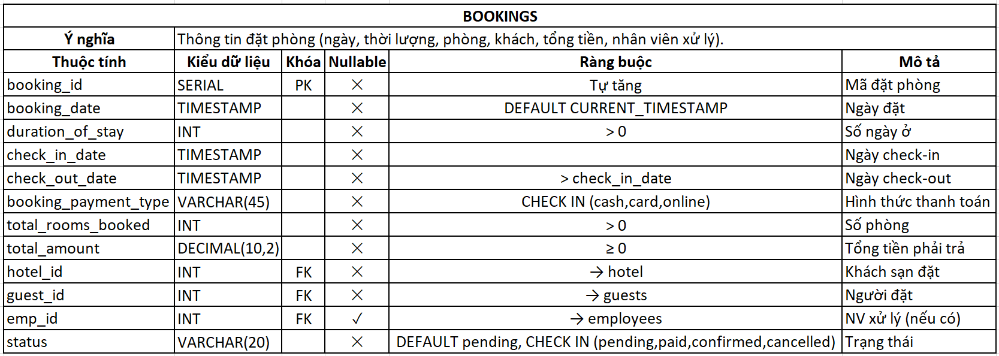 BOOKINGS
Ý nghĩa Thông tin đặt phòng (ngày, thời lượng, phòng, khách, tổng tiền, nhân viên xử lý).
Thuộc tính Kiểu dữ liệu Khóa Nullable Ràng buộc Mô tả
booking_id SERIAL PK × Tự tăng Mã đặt phòng
booking_date TIMESTAMP × DEFAULT CURRENT_TIMESTAMP Ngày đặt
duration_of_stay INT × > 0 Số ngày ở
check_in_date TIMESTAMP × Ngày check-in
check_out_date TIMESTAMP × > check_in_date Ngày check-out
booking_payment_type VARCHAR(45) × CHECK IN (cash,card,online) Hình thức thanh toán
total_rooms_booked INT × > 0 Số phòng
total_amount DECIMAL(10,2) × ≥ 0 Tổng tiền phải trả
hotel_id INT FK × → hotel Khách sạn đặt
guest_id INT FK × → guests Người đặt
emp_id INT FK ✓ → employees NV xử lý (nếu có)
status VARCHAR(20) × DEFAULT pending, CHECK IN (pending,paid,confirmed,cancelled) Trạng thái